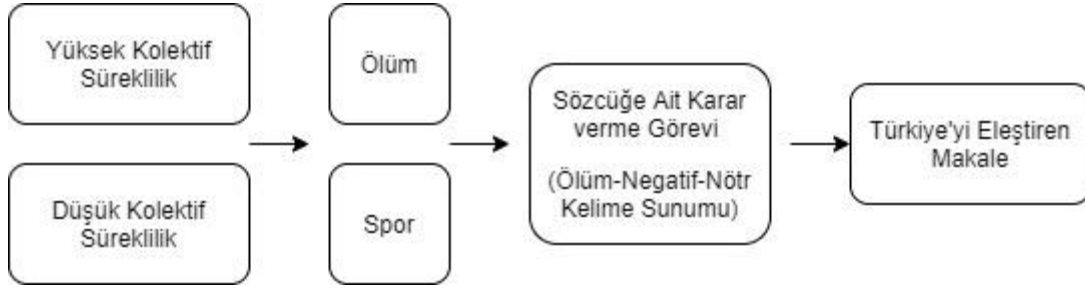 Yüksek Kolektif
Süreklilik
Düşük Kolektif
Süreklilik
Ölüm
Spor
Sözcüğe Ait Karar
verme Görevi
(Ölüm-Negatif-Nötr
Kelime Sunumu)
Türkiye'yi Eleştiren
Makale